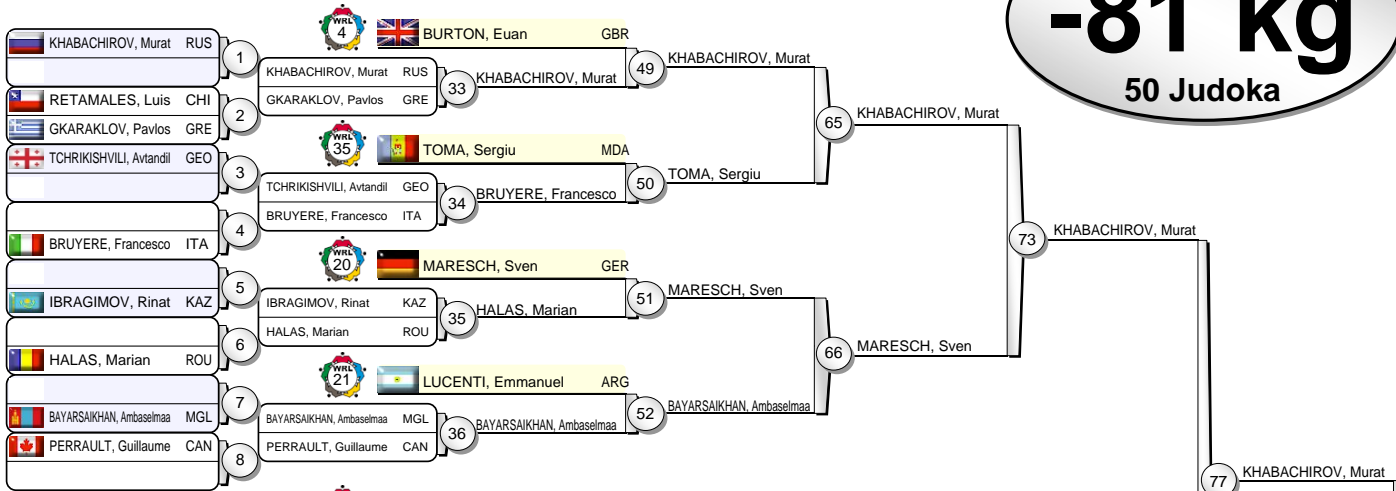 -81 kg
50 Judoka
KHABACHIROV, Murat RUS
1
RETAMALES, Luis CHI
2
GKARAKLOV, Pavlos GRE
TCHRIKISHVILI, Avtandil GEO
3
4
BRUYERE, Francesco ITA
5
IBRAGIMOV, Rinat KAZ
6
HALAS, Marian ROU
7
BAYARSAIKHAN, Ambaselmaa MGL
PERRAULT, Guillaume CAN
8
WRL
4
BURTON, Euan GBR
KHABACHIROV, Murat RUS
GKARAKLOV, Pavlos GRE
33
KHABACHIROV, Murat
WRL
35
TOMA, Sergiu MDA
TCHRIKISHVILI, Avtandil GEO
BRUYERE, Francesco ITA
34
BRUYERE, Francesco
WRL
20
MARESCH, Sven GER
IBRAGIMOV, Rinat KAZ
HALAS, Marian ROU
35
HALAS, Marian
WRL
21
LUCENTI, Emmanuel ARG
BAYARSAIKHAN, Ambaselmaa MGL
PERRAULT, Guillaume CAN
36
BAYARSAIKHAN, Ambaselmaa
49
KHABACHIROV, Murat
50
TOMA, Sergiu
51
MARESCH, Sven
52
BAYARSAIKHAN, Ambaselmaa
65
KHABACHIROV, Murat
66
MARESCH, Sven
73
KHABACHIROV, Murat
77
KHABACHIROV, Murat